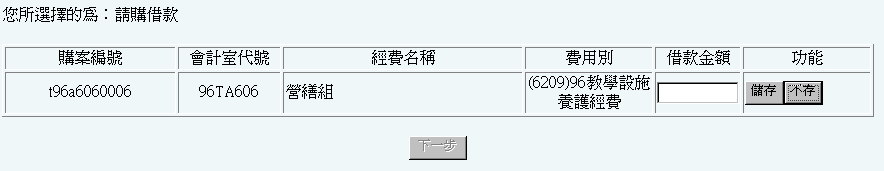 您所選擇的為：請購借款
購案編號 會計室代號 經費名稱 費用別 借款金額 功能
t96a6060006 96TA606 營繕組 (6209)96教學設施養護經費 儲存 不存
下一步